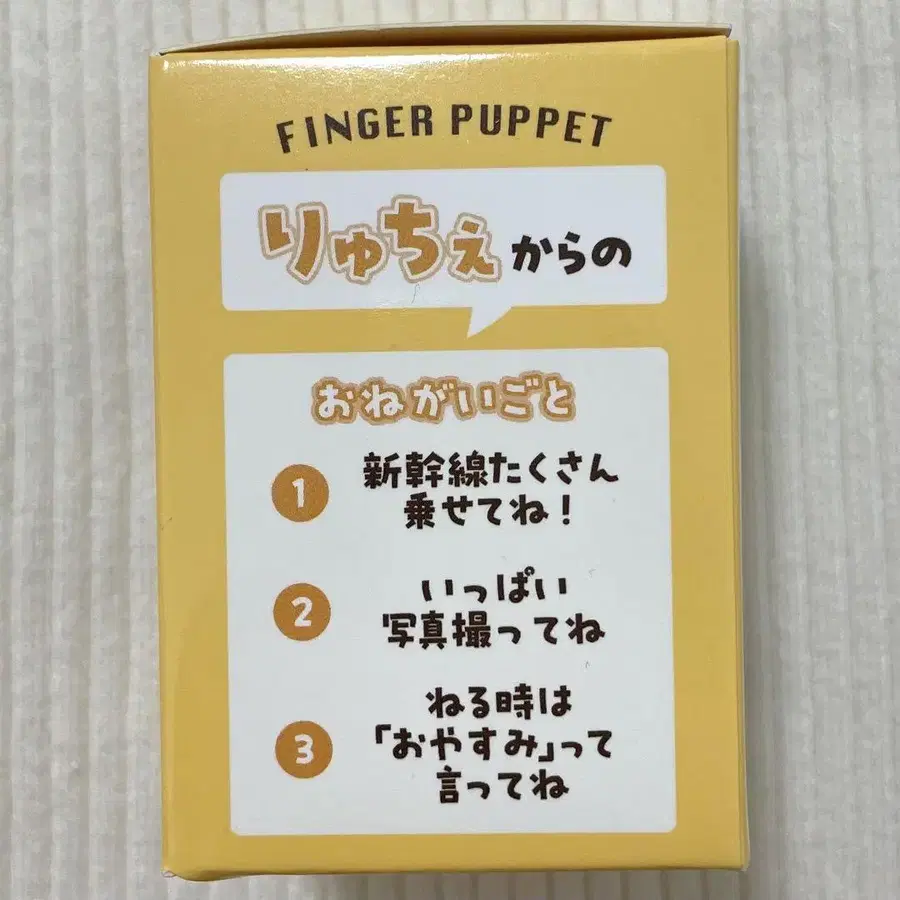 FINGER PUPPET
りゅちぇからの
おねがいごと
1 新幹線たくさん
乗せてね!
2 いっぱい
写真撮ってね
ねる時は
3 「おやすみ」って
言ってね